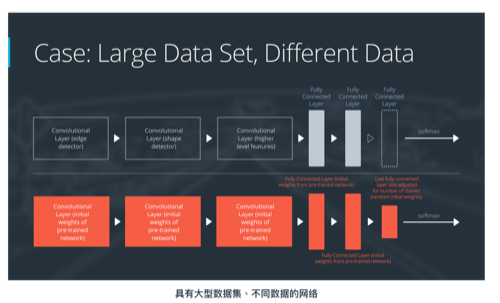 Case: Large Data Set, Different Data
Fully
Connected
Layer
Fully
Connected
Layer
Fully
Connected
Layer
Convolutional
Layer (edge
detector)
Convolutional
Layer (shape
detector)
Convolutional
Layer (higher
level features)
softmax
Fully Connected Layer (initial
weights from pre-trained network)
Last fully connected
layer size adjusted
for number of classes
(random initial weights)
Convolutional
Layer (initial
weights of
pre-trained
network)
Convolutional
Layer (initial
weights of
pre-trained
network)
Convolutional
Layer (initial
weights of
pre-trained
network)
softmax
Fully Connected Layer (initial
weights from pre-trained network)
具有大型数据集、不同数据的网络